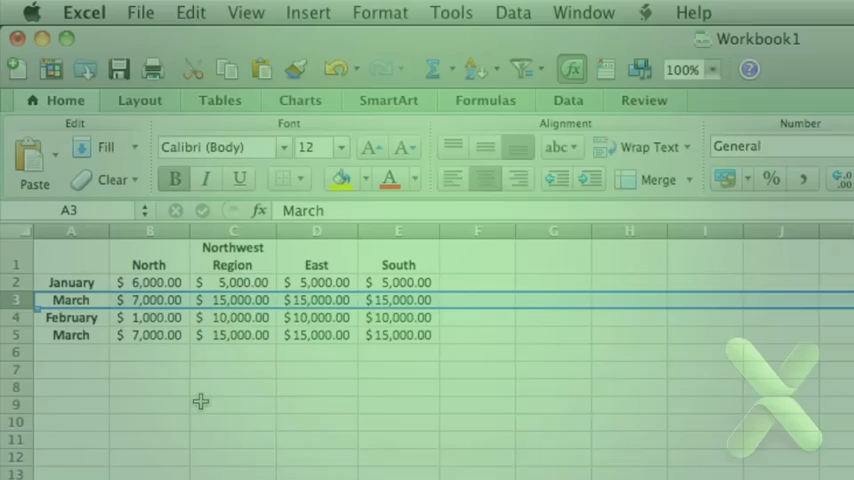 Excel File Edit View Insert Format Tools Data Window Help
Workbook1
100% ?
Home Layout Tables Charts SmartArt Formulas Data Review
Edit Font Alignment Number
Fill Calibri (Body) 12 A A abc Wrap Text General
Paste Clear B I U A Merge % , .00
A3 fx March
A B C D E F G H I J
1 North Northwest Region East South
2 January $ 6,000.00 $ 5,000.00 $ 5,000.00 $ 5,000.00
3 March $ 7,000.00 $ 15,000.00 $15,000.00 $15,000.00
4 February $ 1,000.00 $ 10,000.00 $10,000.00 $10,000.00
5 March $ 7,000.00 $ 15,000.00 $15,000.00 $15,000.00
6
7
8
9
10
11
12
13